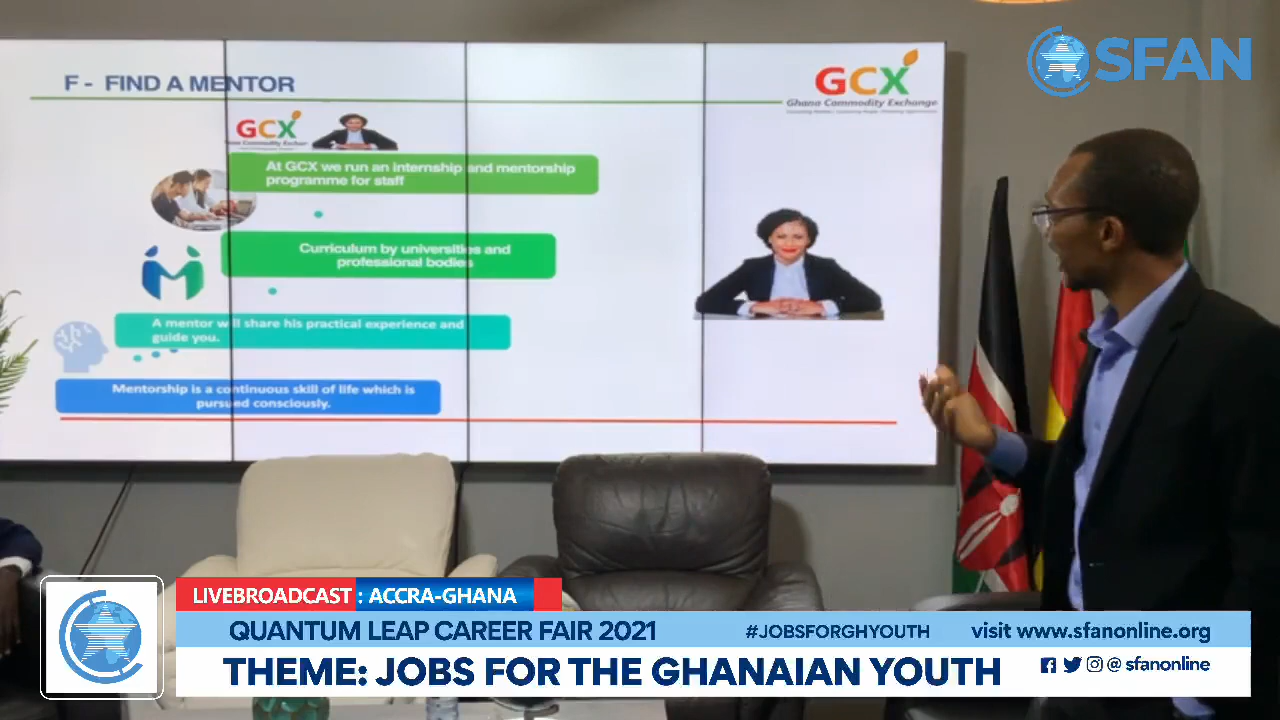 SFAN
F - FIND A MENTOR
GCX
Ghana Commodity Exchange
GCX
At GCX we run an internship and mentorship
programme for staff
Curriculum by universities and
professional bodies
A mentor will share his practical experience and
guide you.
Mentorship is a continuous skill of life which is
pursued consciously.
LIVEBROADCAST : ACCRA-GHANA
QUANTUM LEAP CAREER FAIR 2021
#JOBSFORGHYOUTH
visit www.sfanonline.org
THEME: JOBS FOR THE GHANAIAN YOUTH
@ sfanonline